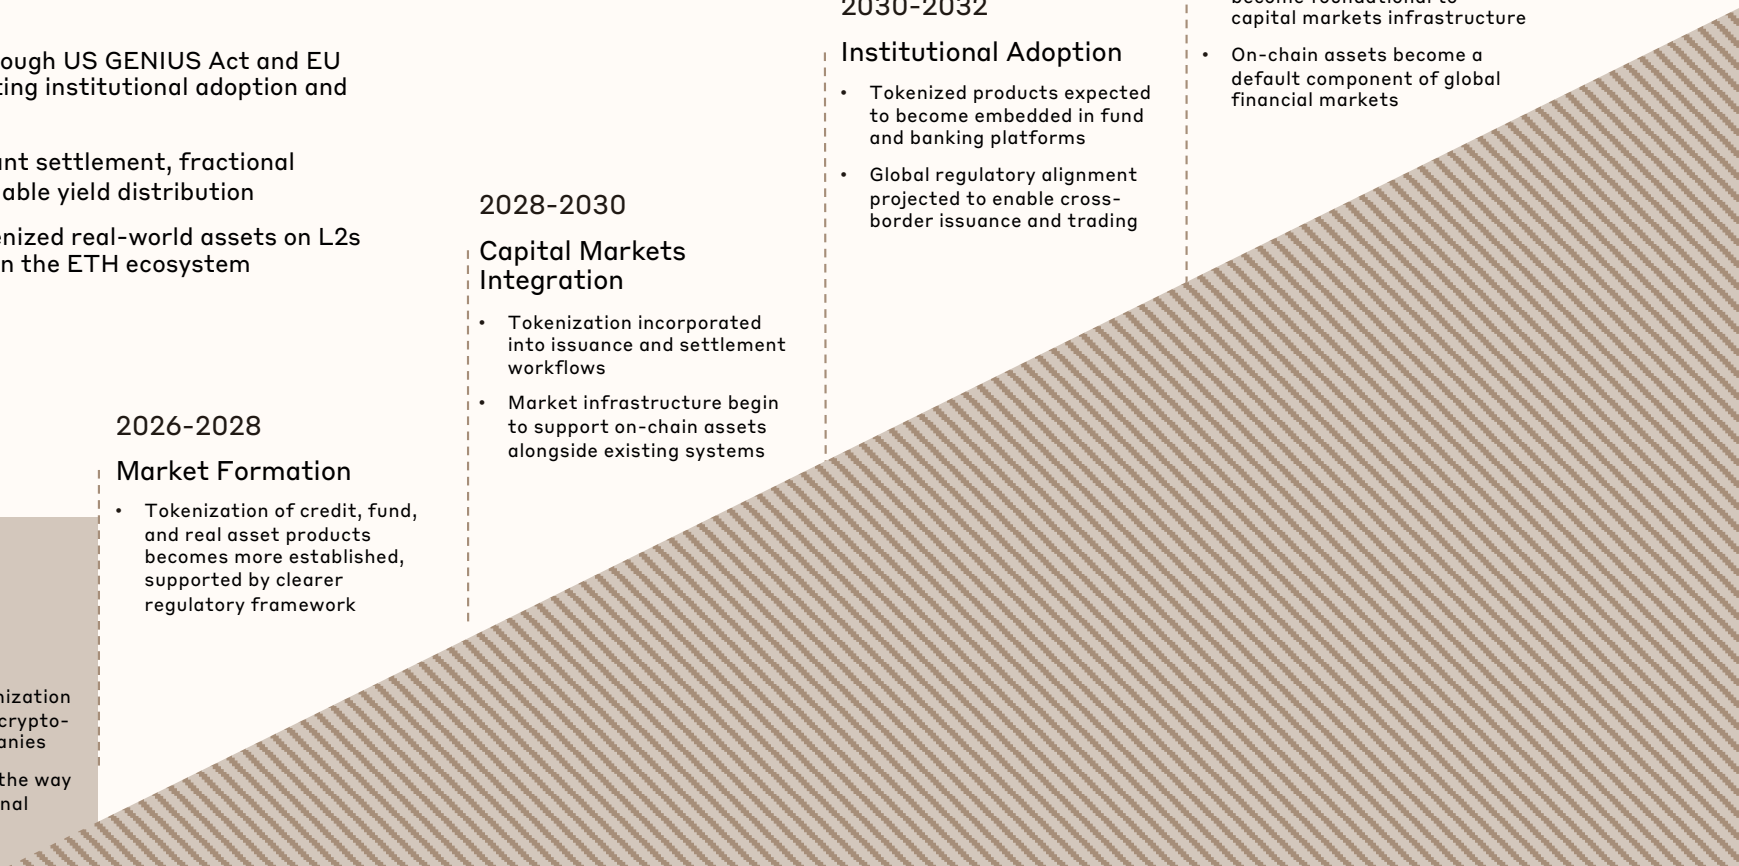 ough US GENIUS Act and EU
ting institutional adoption and
ant settlement, fractional
able yield distribution
enized real-world assets on L2s
n the ETH ecosystem
nization
crypto-
anies
the way
nal
2026-2028
Market Formation
• Tokenization of credit, fund,
and real asset products
becomes more established,
supported by clearer
regulatory framework
2028-2030
Capital Markets
Integration
• Tokenization incorporated
into issuance and settlement
workflows
• Market infrastructure begin
to support on-chain assets
alongside existing systems
2030-2032
Institutional Adoption
• Tokenized products expected
to become embedded in fund
and banking platforms
• Global regulatory alignment
projected to enable cross-
border issuance and trading
become foundational to
capital markets infrastructure
• On-chain assets become a
default component of global
financial markets